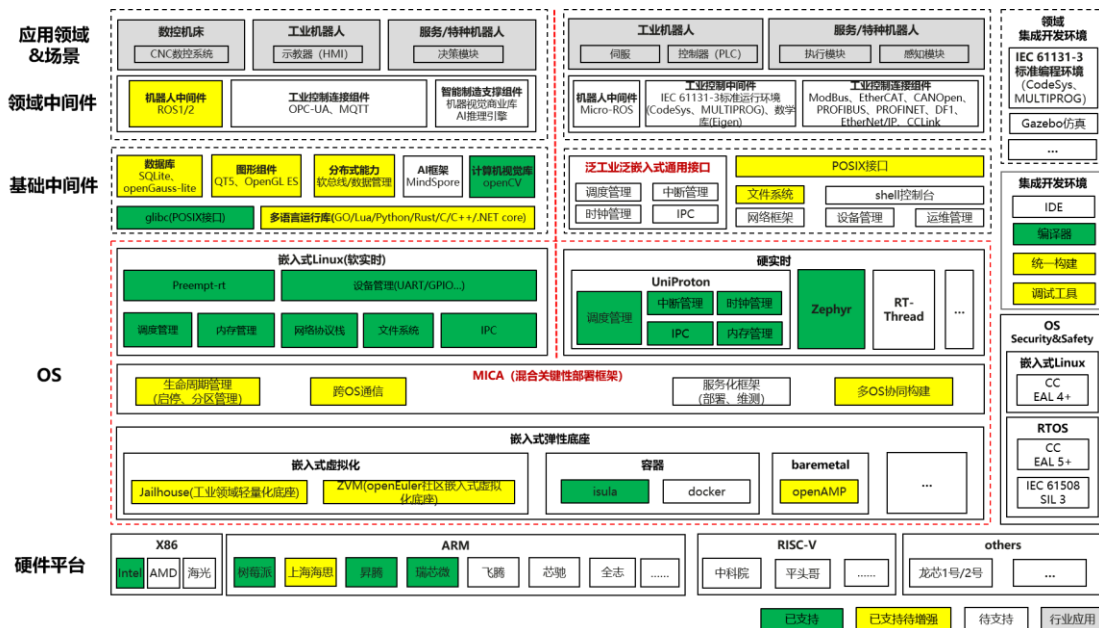 应用领域
&场景
数控机床
CNC数控系统
工业机器人
示教器（HMI）
服务/特种机器人
决策模块
工业机器人
伺服
控制器（PLC）
服务/特种机器人
执行模块
感知模块
领域
集成开发环境
IEC 61131-3
标准编程环境
(CodeSys、
MULTIPROG)
Gazebo仿真
...
领域中间件
机器人中间件
ROS1/2
工业控制连接组件
OPC-UA、MQTT
智能制造支撑组件
机器视觉商业库
AI推理引擎
机器人中间件
Micro-ROS
工业控制中间件
IEC 61131-3标准运行环境
(CodeSys、MULTIPROG)、数学
库(Eigen)
工业控制连接组件
ModBus、EtherCAT、CANOpen、
PROFIBUS、PROFINET、DF1、
EtherNet/IP、CCLink
基础中间件
数据库
SQLite、
openGauss-lite
图形组件
QT5、OpenGL ES
分布式能力
软总线/数据管理
AI框架
MindSpore
计算机视觉库
openCV
glibc(POSIX接口)
多语言运行库(GO/Lua/Python/Rust/C/C++/.NET core)
泛工业泛嵌入式通用接口
调度管理
中断管理
时钟管理
IPC
POSIX接口
文件系统
shell控制台
网络框架
设备管理
运维管理
集成开发环境
IDE
编译器
统一构建
调试工具
OS
嵌入式Linux(软实时)
Preempt-rt
设备管理(UART/GPIO...)
调度管理
内存管理
网络协议栈
文件系统
IPC
硬实时
UniProton
调度管理
中断管理
时钟管理
IPC
内存管理
Zephyr
RT-
Thread
...
MICA（混合关键性部署框架）
生命周期管理
(启停、分区管理)
跨OS通信
服务化框架
(部署、维测)
多OS协同构建
嵌入式弹性底座
嵌入式虚拟化
Jailhouse(工业领域轻量化底座)
ZVM(openEuler社区嵌入式虚拟
化底座)
容器
isula
docker
baremetal
openAMP
...
OS
Security&Safety
嵌入式Linux
CC
EAL 4+
RTOS
CC
EAL 5+
IEC 61508
SIL 3
硬件平台
X86
Intel
AMD
海光
ARM
树莓派
上海海思
昇腾
瑞芯微
飞腾
芯驰
全志
......
RISC-V
中科院
平头哥
......
others
龙芯1号/2号
...
已支持
已支持待增强
待支持
行业应用